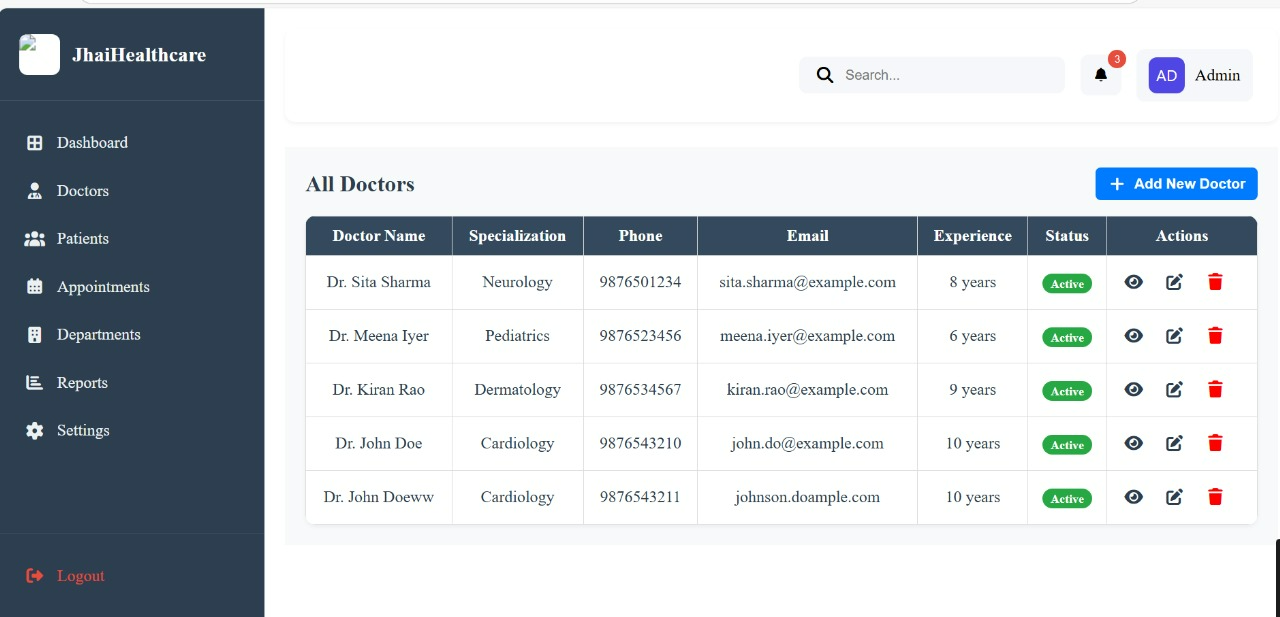 JhaiHealthcare
Search...
3
AD Admin
Dashboard
Doctors
Patients
Appointments
Departments
Reports
Settings
Logout
All Doctors
Add New Doctor
Doctor Name Specialization Phone Email Experience Status Actions
Dr. Sita Sharma Neurology 9876501234 sita.sharma@example.com 8 years Active
Dr. Meena Iyer Pediatrics 9876523456 meena.iyer@example.com 6 years Active
Dr. Kiran Rao Dermatology 9876534567 kiran.rao@example.com 9 years Active
Dr. John Doe Cardiology 9876543210 john.do@example.com 10 years Active
Dr. John Doeww Cardiology 9876543211 johnson.doample.com 10 years Active